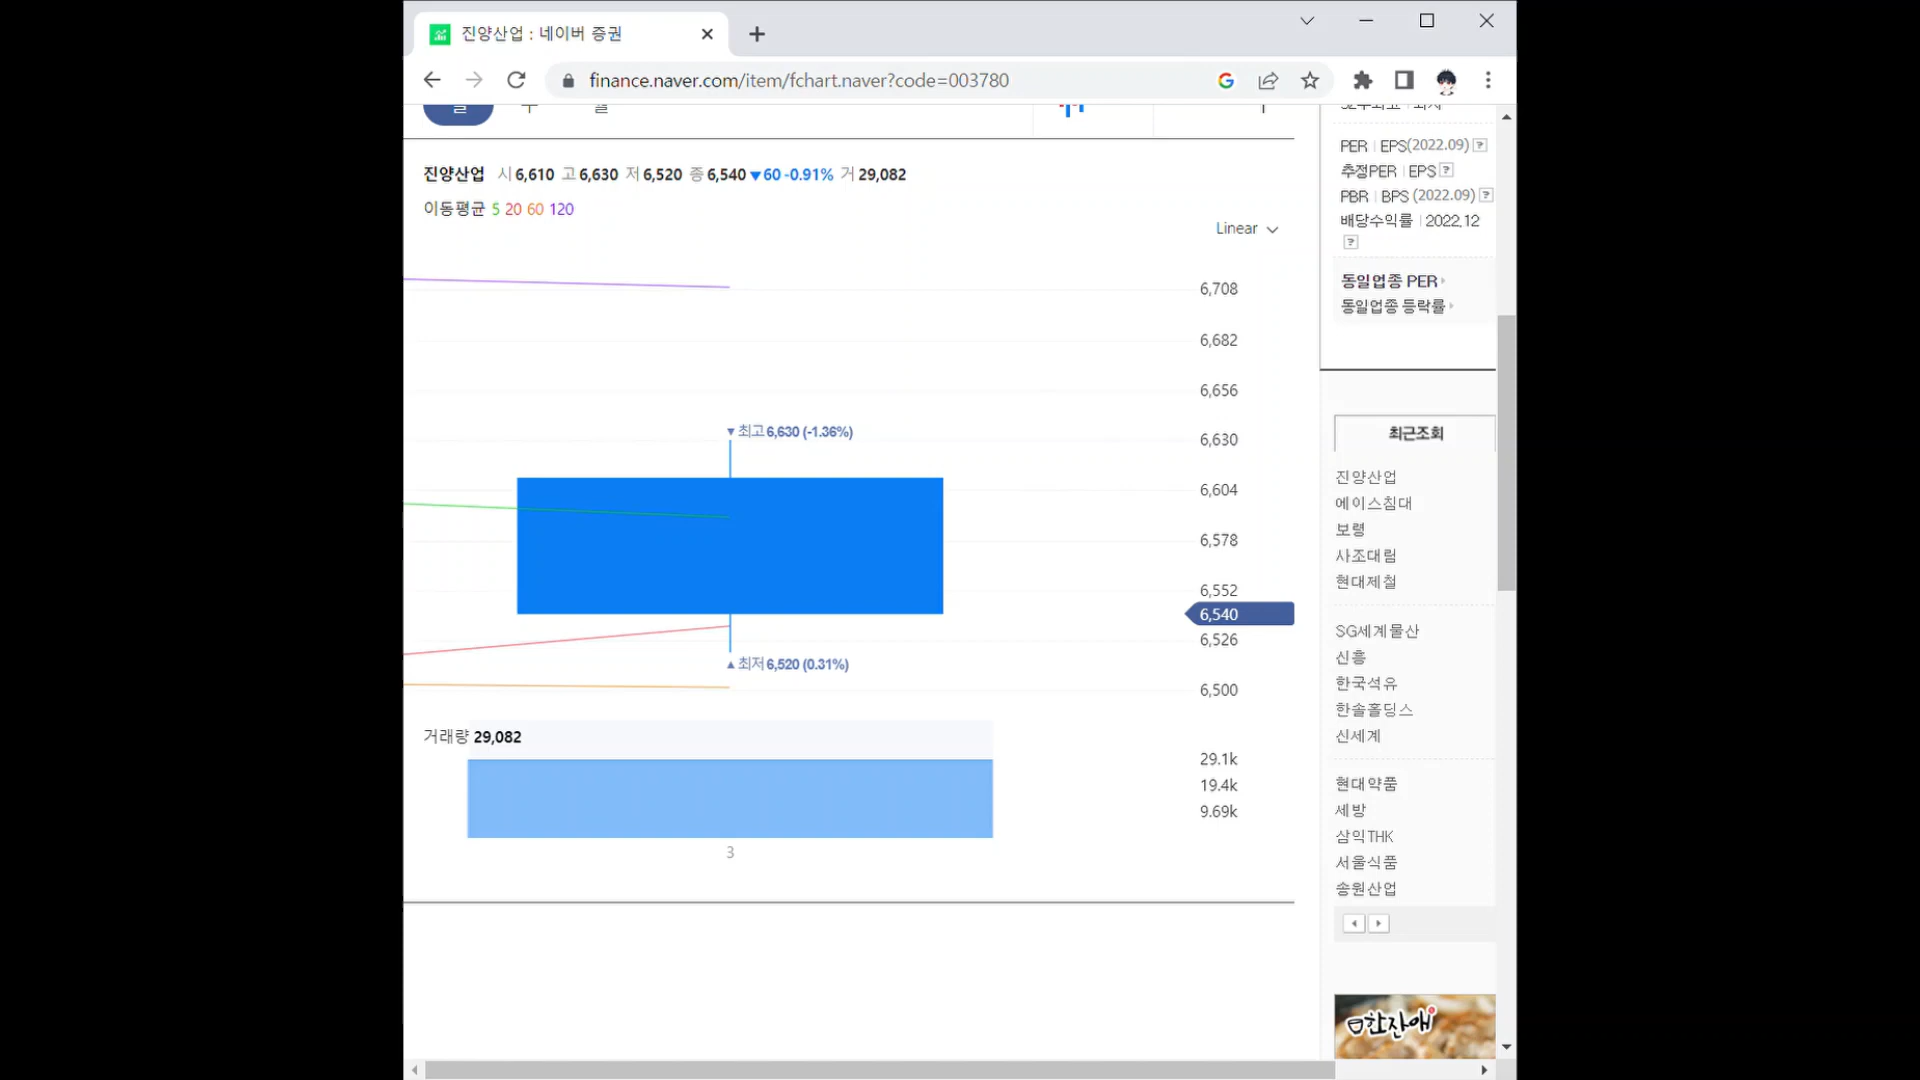 진양산업 : 네이버 증권
finance.naver.com/item/fchart.naver?code=003780
진양산업 시 6,610 고 6,630 저 6,520 종 6,540 ▼60 -0.91% 거 29,082
이동평균 5 20 60 120
Linear
6,708
6,682
6,656
6,630
6,604
6,578
6,552
6,540
6,526
6,500
▼최고 6,630 (-1.36%)
▲최저 6,520 (0.31%)
거래량 29,082
29.1k
19.4k
9.69k
3
PER | EPS(2022.09) ?
추정PER | EPS ?
PBR | BPS (2022.09) ?
배당수익률 | 2022.12
?
동일업종 PER
동일업종 등락률
최근조회
진양산업
에이스침대
보령
사조대림
현대제철
SG세계물산
신흥
한국석유
한솔홀딩스
신세계
현대약품
세방
삼익THK
서울식품
송원산업
한잔애